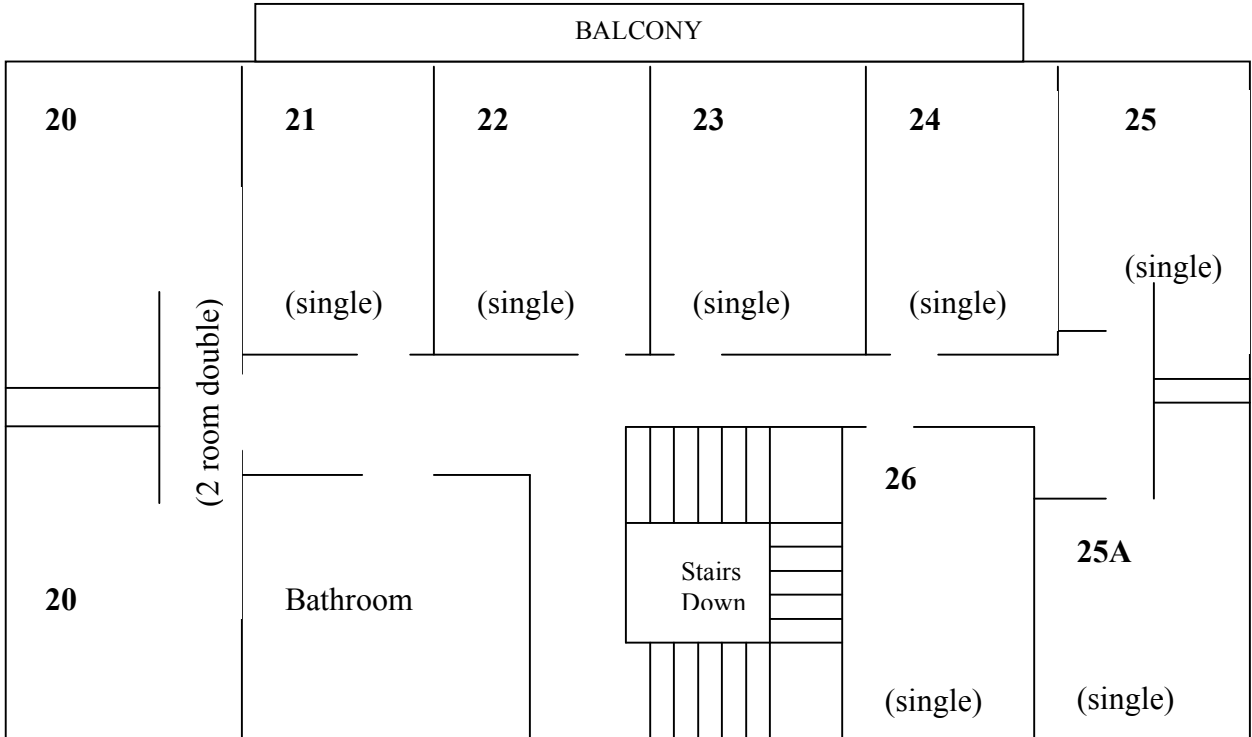 BALCONY
20
21
22
23
24
25
(single)
(single)
(single)
(single)
(single)
(2 room double)
26
25A
20
Bathroom
Stairs
Down
(single)
(single)